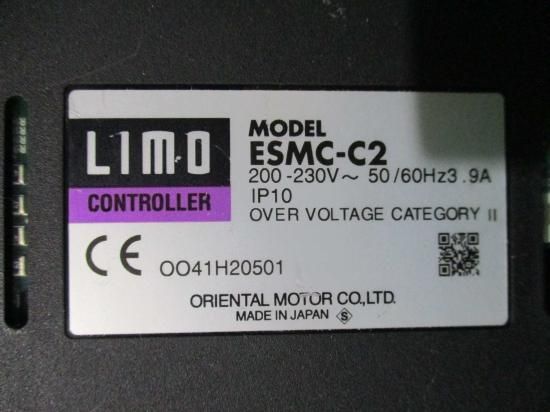 LIMO
CONTROLLER
MODEL
ESMC-C2
200-230V～ 50/60Hz3.9A
IP10
OVER VOLTAGE CATEGORY II
CE OO41H20501
ORIENTAL MOTOR CO.,LTD.
MADE IN JAPAN S